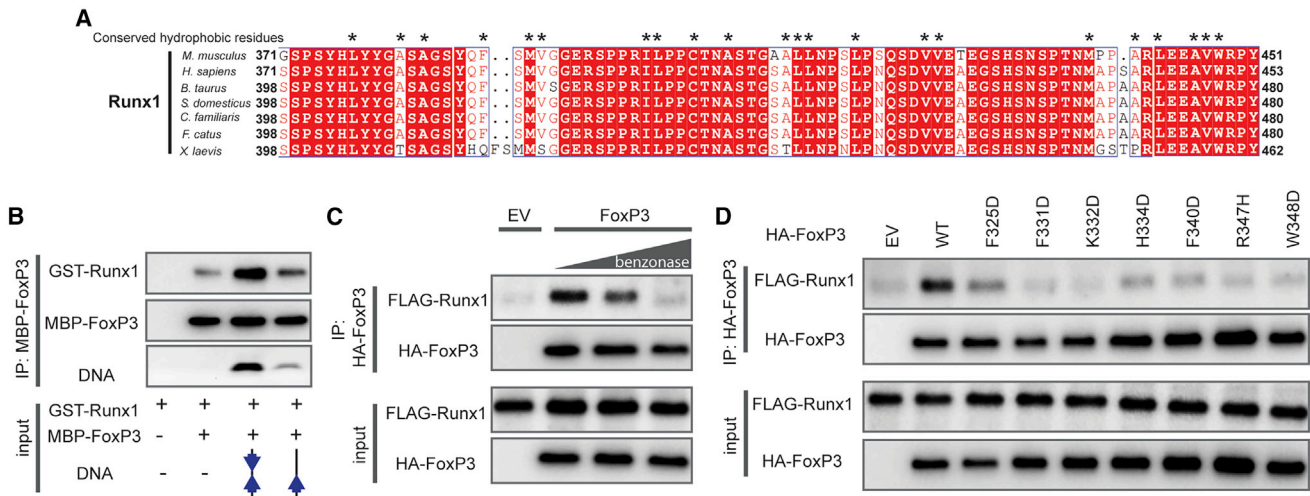 A
Conserved hydrophobic residues * * * * * * * * * * * * * * * * * * * * * * *
Runx1
M. musculus 371 GSPSYHLYYGASAGSYQF..SMVGGERSPPRILPPCTNASTGAALLNPSLPSQSDVVETEGSHSNSPTNMPP.ARLEEAVWRPY 451
H. sapiens 371 SSPSYHLYYGASAGSYQF..SMVGGERSPPRILPPCTNASTGSALLNPSLPNQSDVVEAEGSHSNSPTNMAPSARLEEAVWRPY 453
B. taurus 398 SSPSYHLYYGASAGSYQF..SMVSGERSPPRILPPCTNASTGSALLNPSLPNQSDVVEAEGSHSNSPTNMAPAARLEEAVWRPY 480
S. domesticus 398 SSPSYHLYYGASAGSYQF..SMVGGERSPPRILPPCTNASTGSALLNPSLPNQSDVVEAEGSHSNSPTNMAPAARLEEAVWRPY 480
C. familiaris 398 SSPSYHLYYGASAGSYQF..SMVGGERSPPRILPPCTNASTGSALLNPSLPNQSDVVEAEGSHSNSPTNMAPAARLEEAVWRPY 480
F. catus 398 SSPSYHLYYGASAGSYQF..SMVGGERSPPRILPPCTNASTGSALLNPSLPNQSDVVEAEGSHSNSPTNMAPAARLEEAVWRPY 480
X laevis 398 SSPSYHLYYGTSAGSYHQFSMMSGGERSPPRILPPCTNASTGSTLLNPNLPNQSDVVEAEGSHSNSPTNMGSTPRLEEAVWRPY 462
B
IP: MBP-FoxP3
GST-Runx1
MBP-FoxP3
DNA
input
GST-Runx1 + + + +
MBP-FoxP3 - + + +
DNA - -
C
EV FoxP3
benzonase
IP: HA-FoxP3
FLAG-Runx1
HA-FoxP3
input
FLAG-Runx1
HA-FoxP3
D
HA-FoxP3 EV WT F325D F331D K332D H334D F340D R347H W348D
IP: HA-FoxP3
FLAG-Runx1
HA-FoxP3
input
FLAG-Runx1
HA-FoxP3